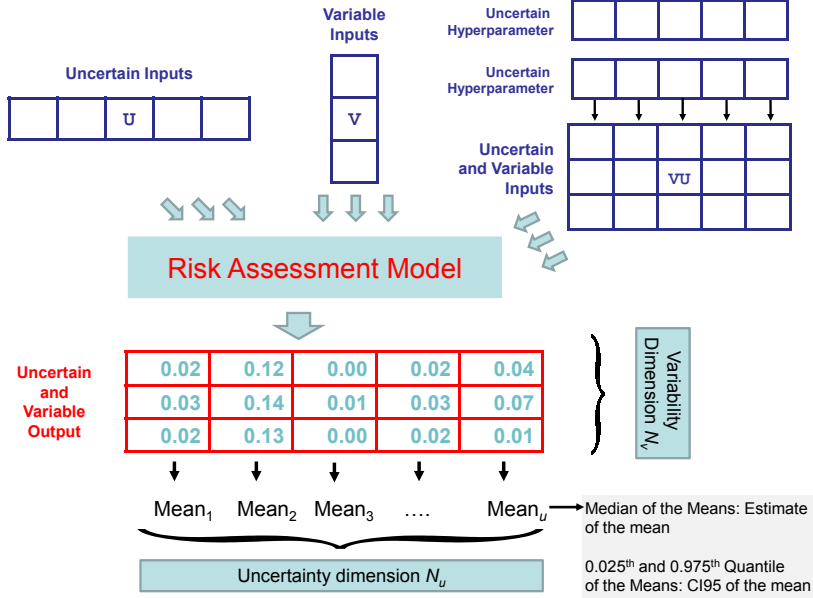 Variable
Inputs
Uncertain
Hyperparameter
Uncertain
Hyperparameter
Uncertain Inputs
U
V
Uncertain
and Variable
Inputs
VU
Risk Assessment Model
Uncertain
and
Variable
Output
0.02 0.12 0.00 0.02 0.04
0.03 0.14 0.01 0.03 0.07
0.02 0.13 0.00 0.02 0.01
Variability
Dimension Nᵥ
Mean₁ Mean₂ Mean₃ .... Meanᵤ
Median of the Means: Estimate
of the mean
0.025ᵗʰ and 0.975ᵗʰ Quantile
of the Means: CI95 of the mean
Uncertainty dimension Nᵤ